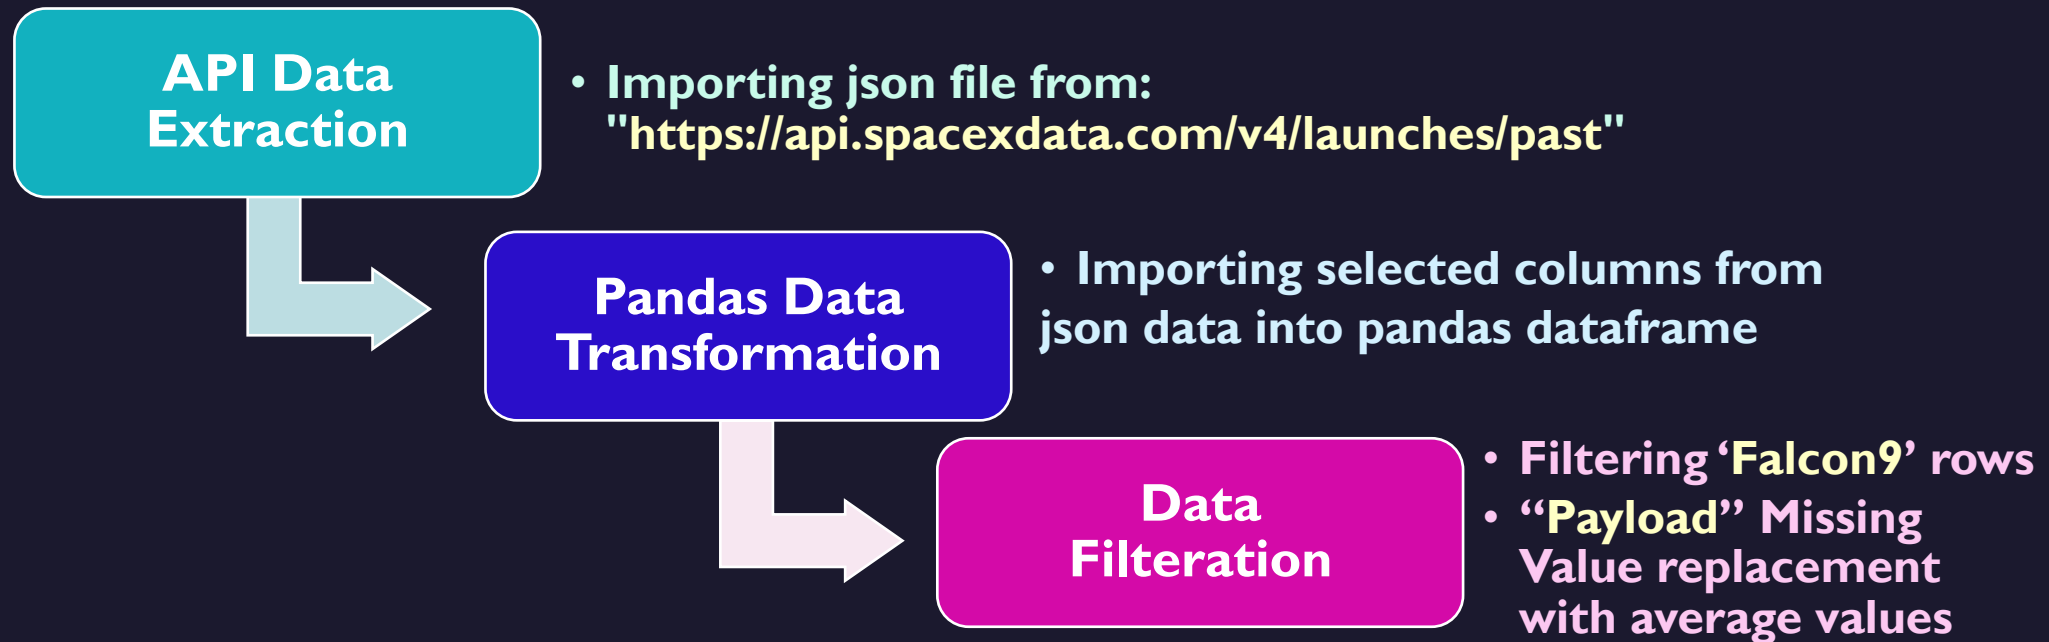 API Data
Extraction
• Importing json file from:
"https://api.spacexdata.com/v4/launches/past"
Pandas Data
Transformation
• Importing selected columns from
json data into pandas dataframe
Data
Filteration
• Filtering ‘Falcon9’ rows
• “Payload” Missing
Value replacement
with average values